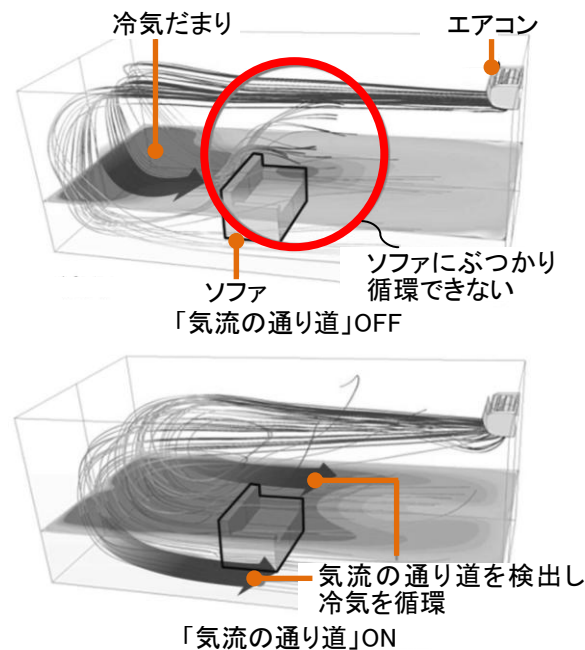 冷気だまり
エアコン
ソファにぶつかり
循環できない
ソファ
「気流の通り道」OFF
気流の通り道を検出し
冷気を循環
「気流の通り道」ON